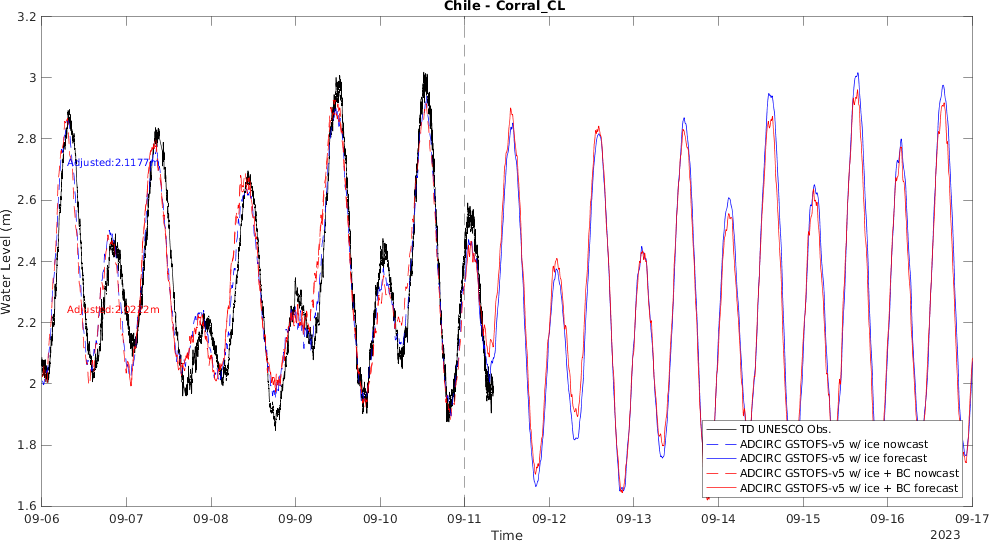 Chile - Corral_CL
3.2
3
2.8
2.6
2.4
2.2
2
1.8
1.6
Water Level (m)
Adjusted:2.1177m
TD UNESCO Obs.
ADCIRC GSTOFS-v5 w/ ice nowcast
ADCIRC GSTOFS-v5 w/ ice forecast
ADCIRC GSTOFS-v5 w/ ice + BC nowcast
ADCIRC GSTOFS-v5 w/ ice + BC forecast
09-06 09-07 09-08 09-09 09-10 09-11 09-12 09-13 09-14 09-15 09-16 09-17
Time
2023